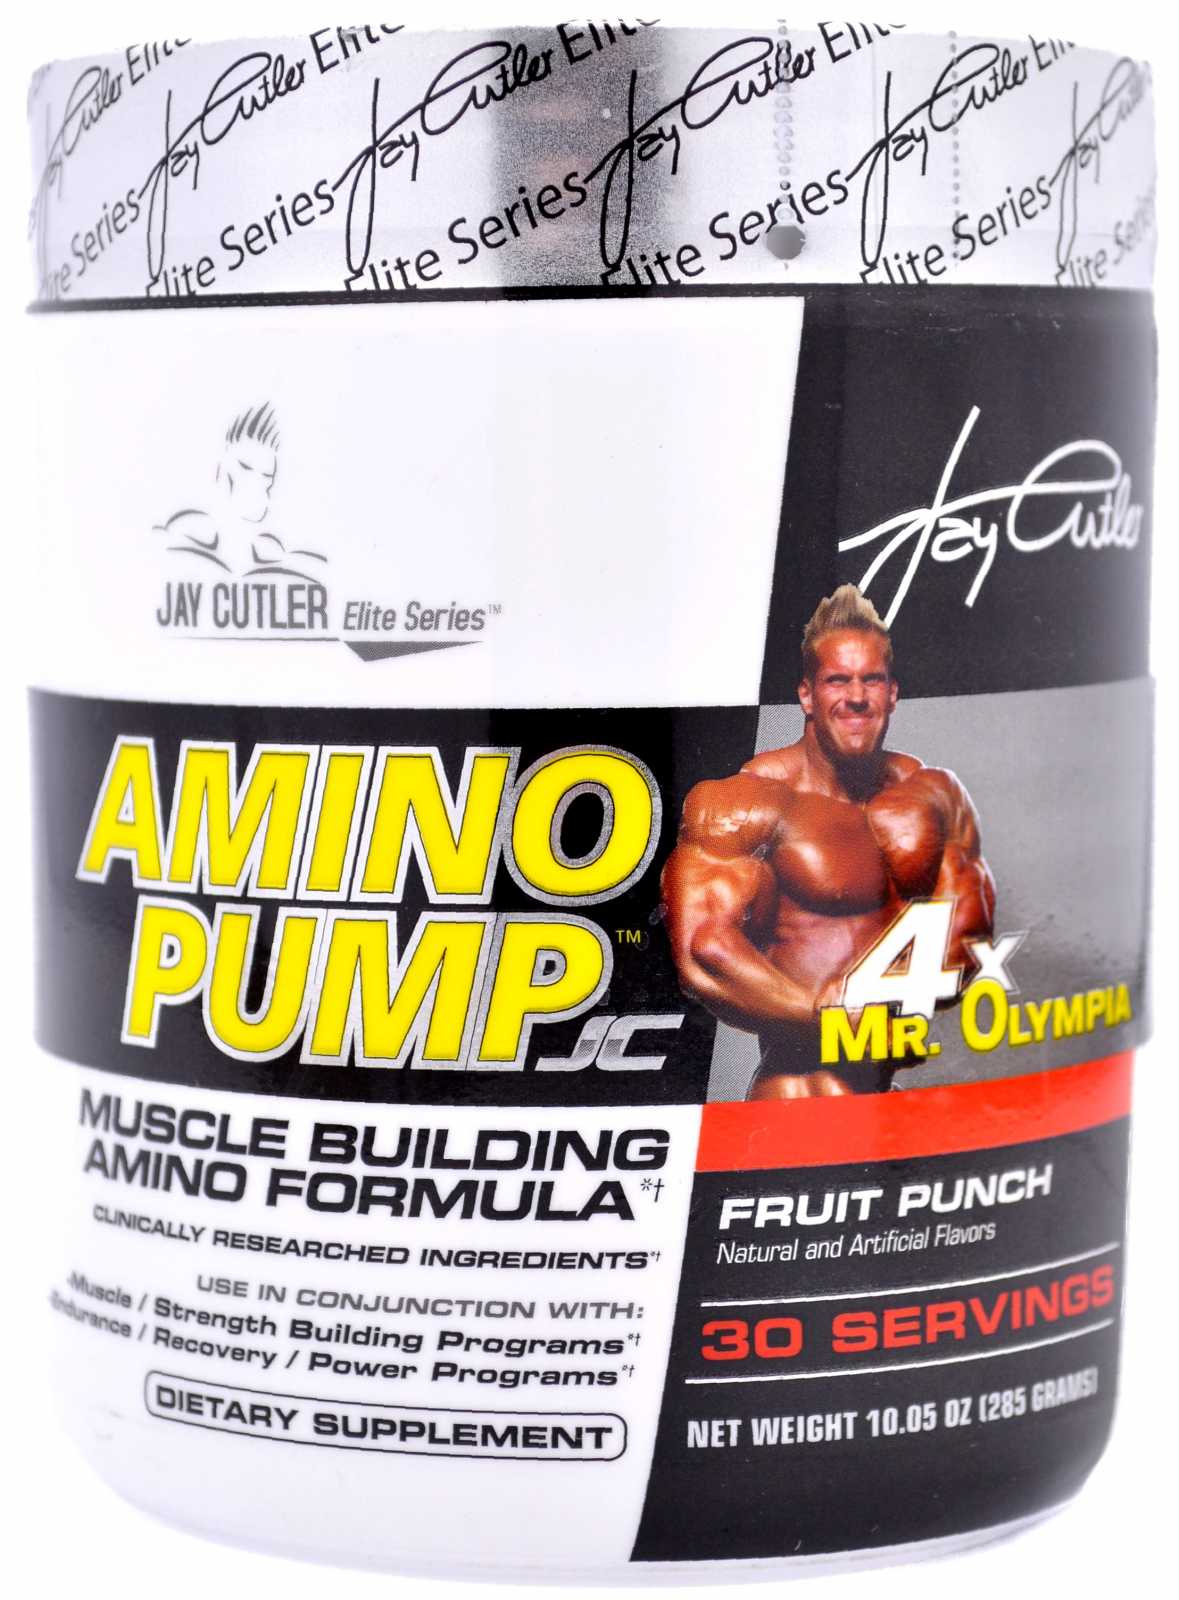 Jay Cutler Elite Series Jay Cutler Elite Series Jay Cutler Elite Series Jay Cutler Elite Series Jay Cutler Elite Series
Jay Cutler
JAY CUTLER Elite Series™
AMINO
PUMP™
JC
4x
MR. OLYMPIA
MUSCLE BUILDING
AMINO FORMULA*†
CLINICALLY RESEARCHED INGREDIENTS*†
USE IN CONJUNCTION WITH:
Muscle / Strength Building Programs*†
Endurance / Recovery / Power Programs*†
DIETARY SUPPLEMENT
FRUIT PUNCH
Natural and Artificial Flavors
30 SERVINGS
NET WEIGHT 10.05 OZ (285 GRAMS)